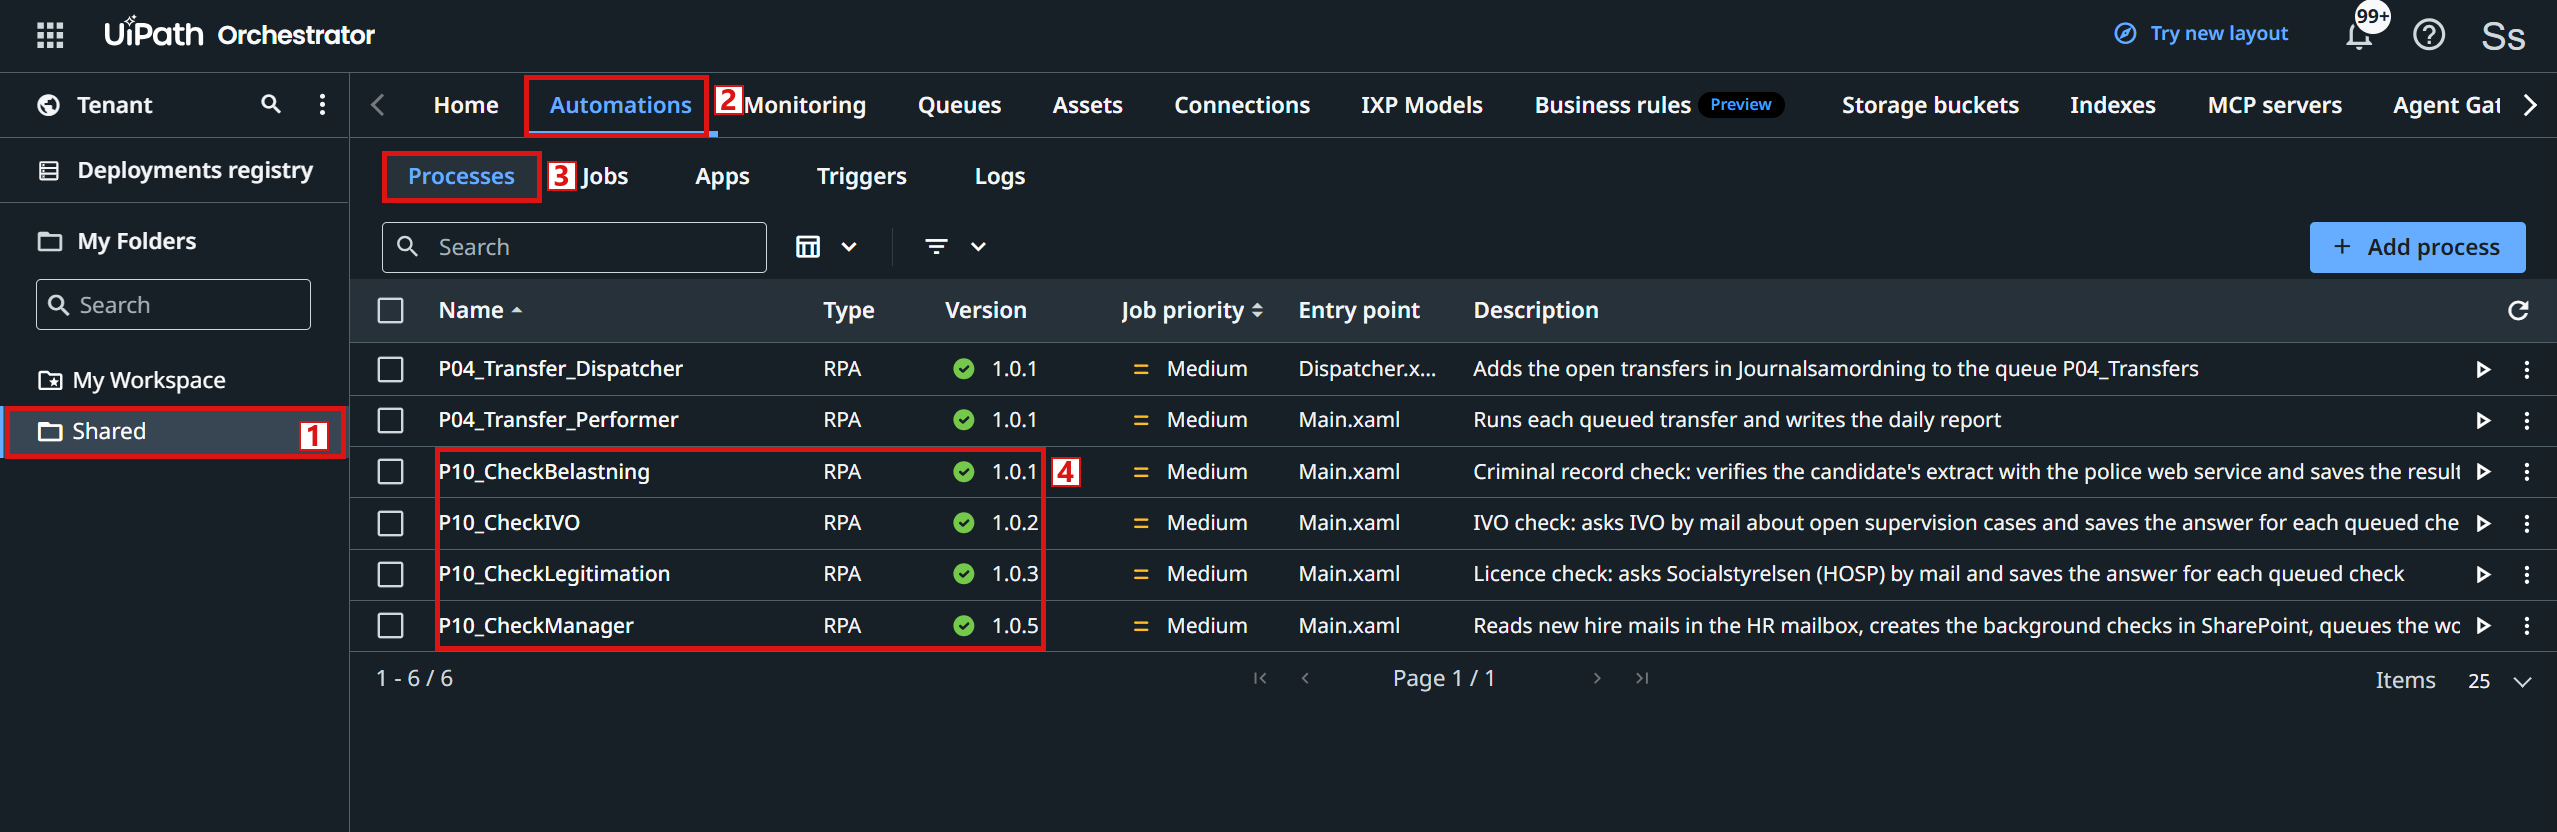 UiPath Orchestrator
Try new layout
99+
Ss
Tenant
Home Automations 2 Monitoring Queues Assets Connections IXP Models Business rules Preview Storage buckets Indexes MCP servers Agent Gat
Deployments registry
Processes 3 Jobs Apps Triggers Logs
My Folders
Search
My Workspace
Shared 1
Search
+ Add process
Name Type Version Job priority Entry point Description
P04_Transfer_Dispatcher RPA 1.0.1 = Medium Dispatcher.x... Adds the open transfers in Journalsamordning to the queue P04_Transfers
P04_Transfer_Performer RPA 1.0.1 = Medium Main.xaml Runs each queued transfer and writes the daily report
P10_CheckBelastning RPA 1.0.1 4 = Medium Main.xaml Criminal record check: verifies the candidate's extract with the police web service and saves the result
P10_CheckIVO RPA 1.0.2 = Medium Main.xaml IVO check: asks IVO by mail about open supervision cases and saves the answer for each queued che
P10_CheckLegitimation RPA 1.0.3 = Medium Main.xaml Licence check: asks Socialstyrelsen (HOSP) by mail and saves the answer for each queued check
P10_CheckManager RPA 1.0.5 = Medium Main.xaml Reads new hire mails in the HR mailbox, creates the background checks in SharePoint, queues the wo
1 - 6 / 6
Page 1 / 1
Items 25